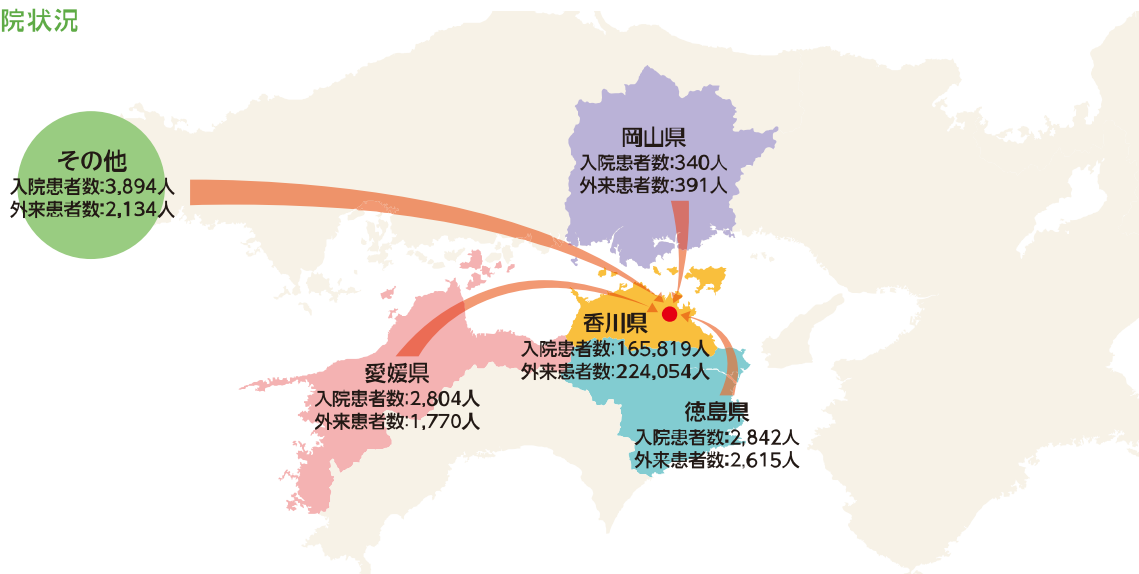 院状況
その他
入院患者数:3,894人
外来患者数:2,134人
岡山県
入院患者数:340人
外来患者数:391人
香川県
入院患者数:165,819人
外来患者数:224,054人
愛媛県
入院患者数:2,804人
外来患者数:1,770人
徳島県
入院患者数:2,842人
外来患者数:2,615人